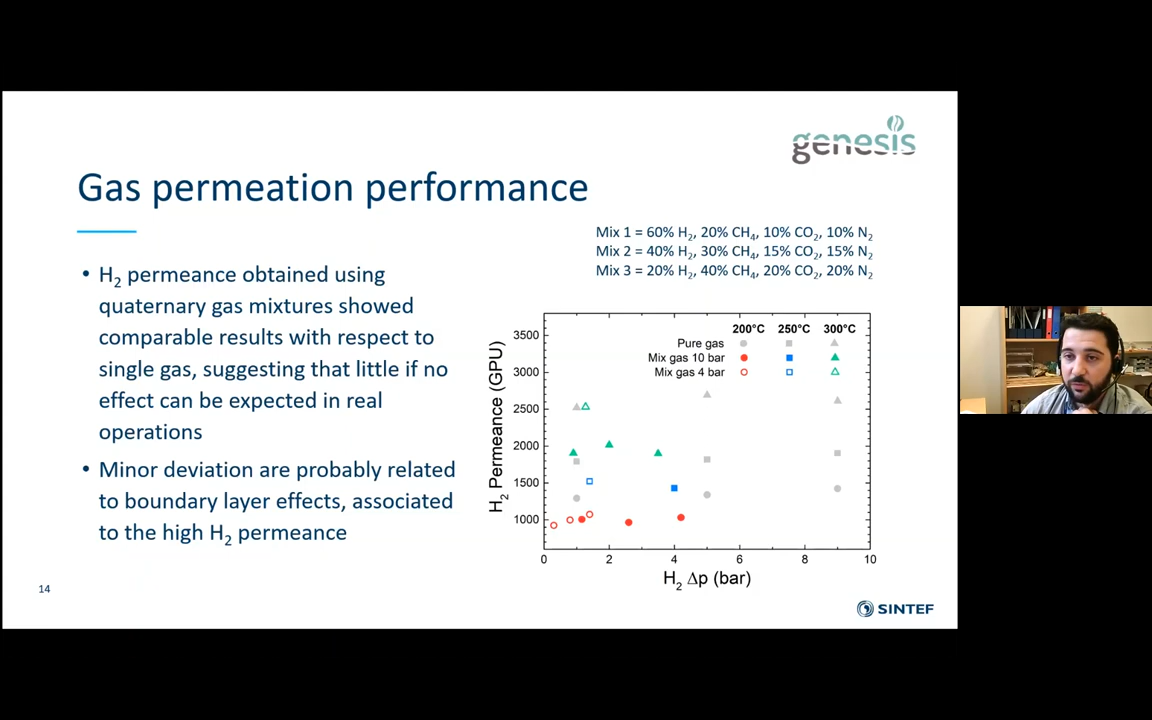 genesis
Gas permeation performance
Mix 1 = 60% H₂, 20% CH₄, 10% CO₂, 10% N₂
Mix 2 = 40% H₂, 30% CH₄, 15% CO₂, 15% N₂
Mix 3 = 20% H₂, 40% CH₄, 20% CO₂, 20% N₂
• H₂ permeance obtained using
quaternary gas mixtures showed
comparable results with respect to
single gas, suggesting that little if no
effect can be expected in real
operations
• Minor deviation are probably related
to boundary layer effects, associated
to the high H₂ permeance
200°C 250°C 300°C
Pure gas
Mix gas 10 bar
Mix gas 4 bar
H₂ Permeance (GPU)
3500
3000
2500
2000
1500
1000
0 2 4 6 8 10
H₂ Δp (bar)
14
SINTEF